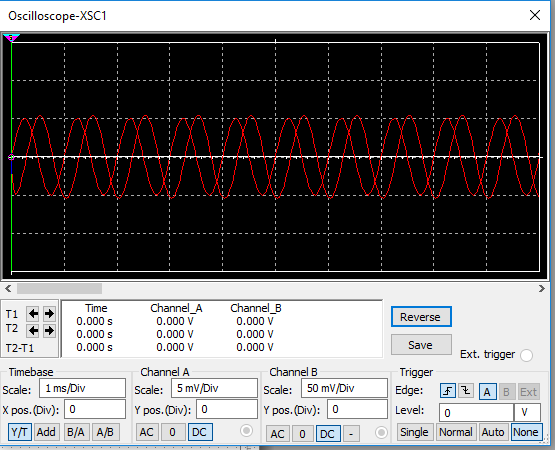 Oscilloscope-XSC1
T1
T2
T2-T1
Time Channel_A Channel_B
0.000 s 0.000 V 0.000 V
0.000 s 0.000 V 0.000 V
0.000 s 0.000 V 0.000 V
Reverse
Save
Ext. trigger
Timebase
Scale: 1 ms/Div
X pos.(Div): 0
Y/T Add B/A A/B
Channel A
Scale: 5 mV/Div
Y pos.(Div): 0
AC 0 DC
Channel B
Scale: 50 mV/Div
Y pos.(Div): 0
AC 0 DC -
Trigger
Edge: A B Ext
Level: 0 V
Single Normal Auto None